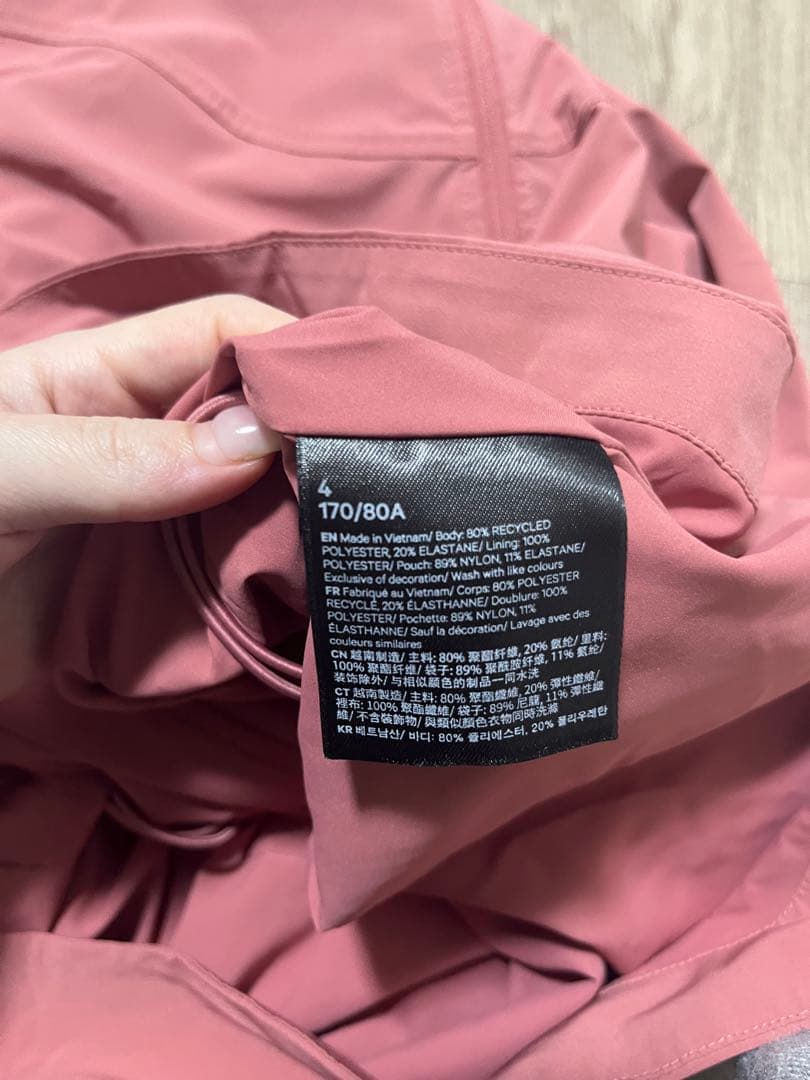 4
170/80A
EN Made in Vietnam/ Body: 80% RECYCLED
POLYESTER, 20% ELASTANE/ Lining: 100%
POLYESTER/ Pouch: 89% NYLON, 11% ELASTANE/
Exclusive of decoration/ Wash with like colours
FR Fabriqué au Vietnam/ Corps: 80% POLYESTER
RECYCLÉ, 20% ÉLASTHANNE/ Doublure: 100%
POLYESTER/ Pochette: 89% NYLON, 11%
ÉLASTHANNE/ Sauf la décoration/ Lavage avec des
couleurs similaires
CN 越南制造/ 主料: 80% 聚酯纤维, 20% 氨纶/ 里料:
100% 聚酯纤维/ 袋子: 89% 聚酰胺纤维, 11% 氨纶/
装饰除外/ 与相似颜色的制品一同水洗
CT 越南製造/ 主料: 80% 聚酯纖維, 20% 彈性纖維/
裡布: 100% 聚酯纖維/ 袋子: 89% 尼龍, 11% 彈性纖
維/ 不含裝飾物/ 與類似顏色衣物同時洗滌
KR 베트남산/ 바디: 80% 폴리에스터, 20% 폴리우레탄